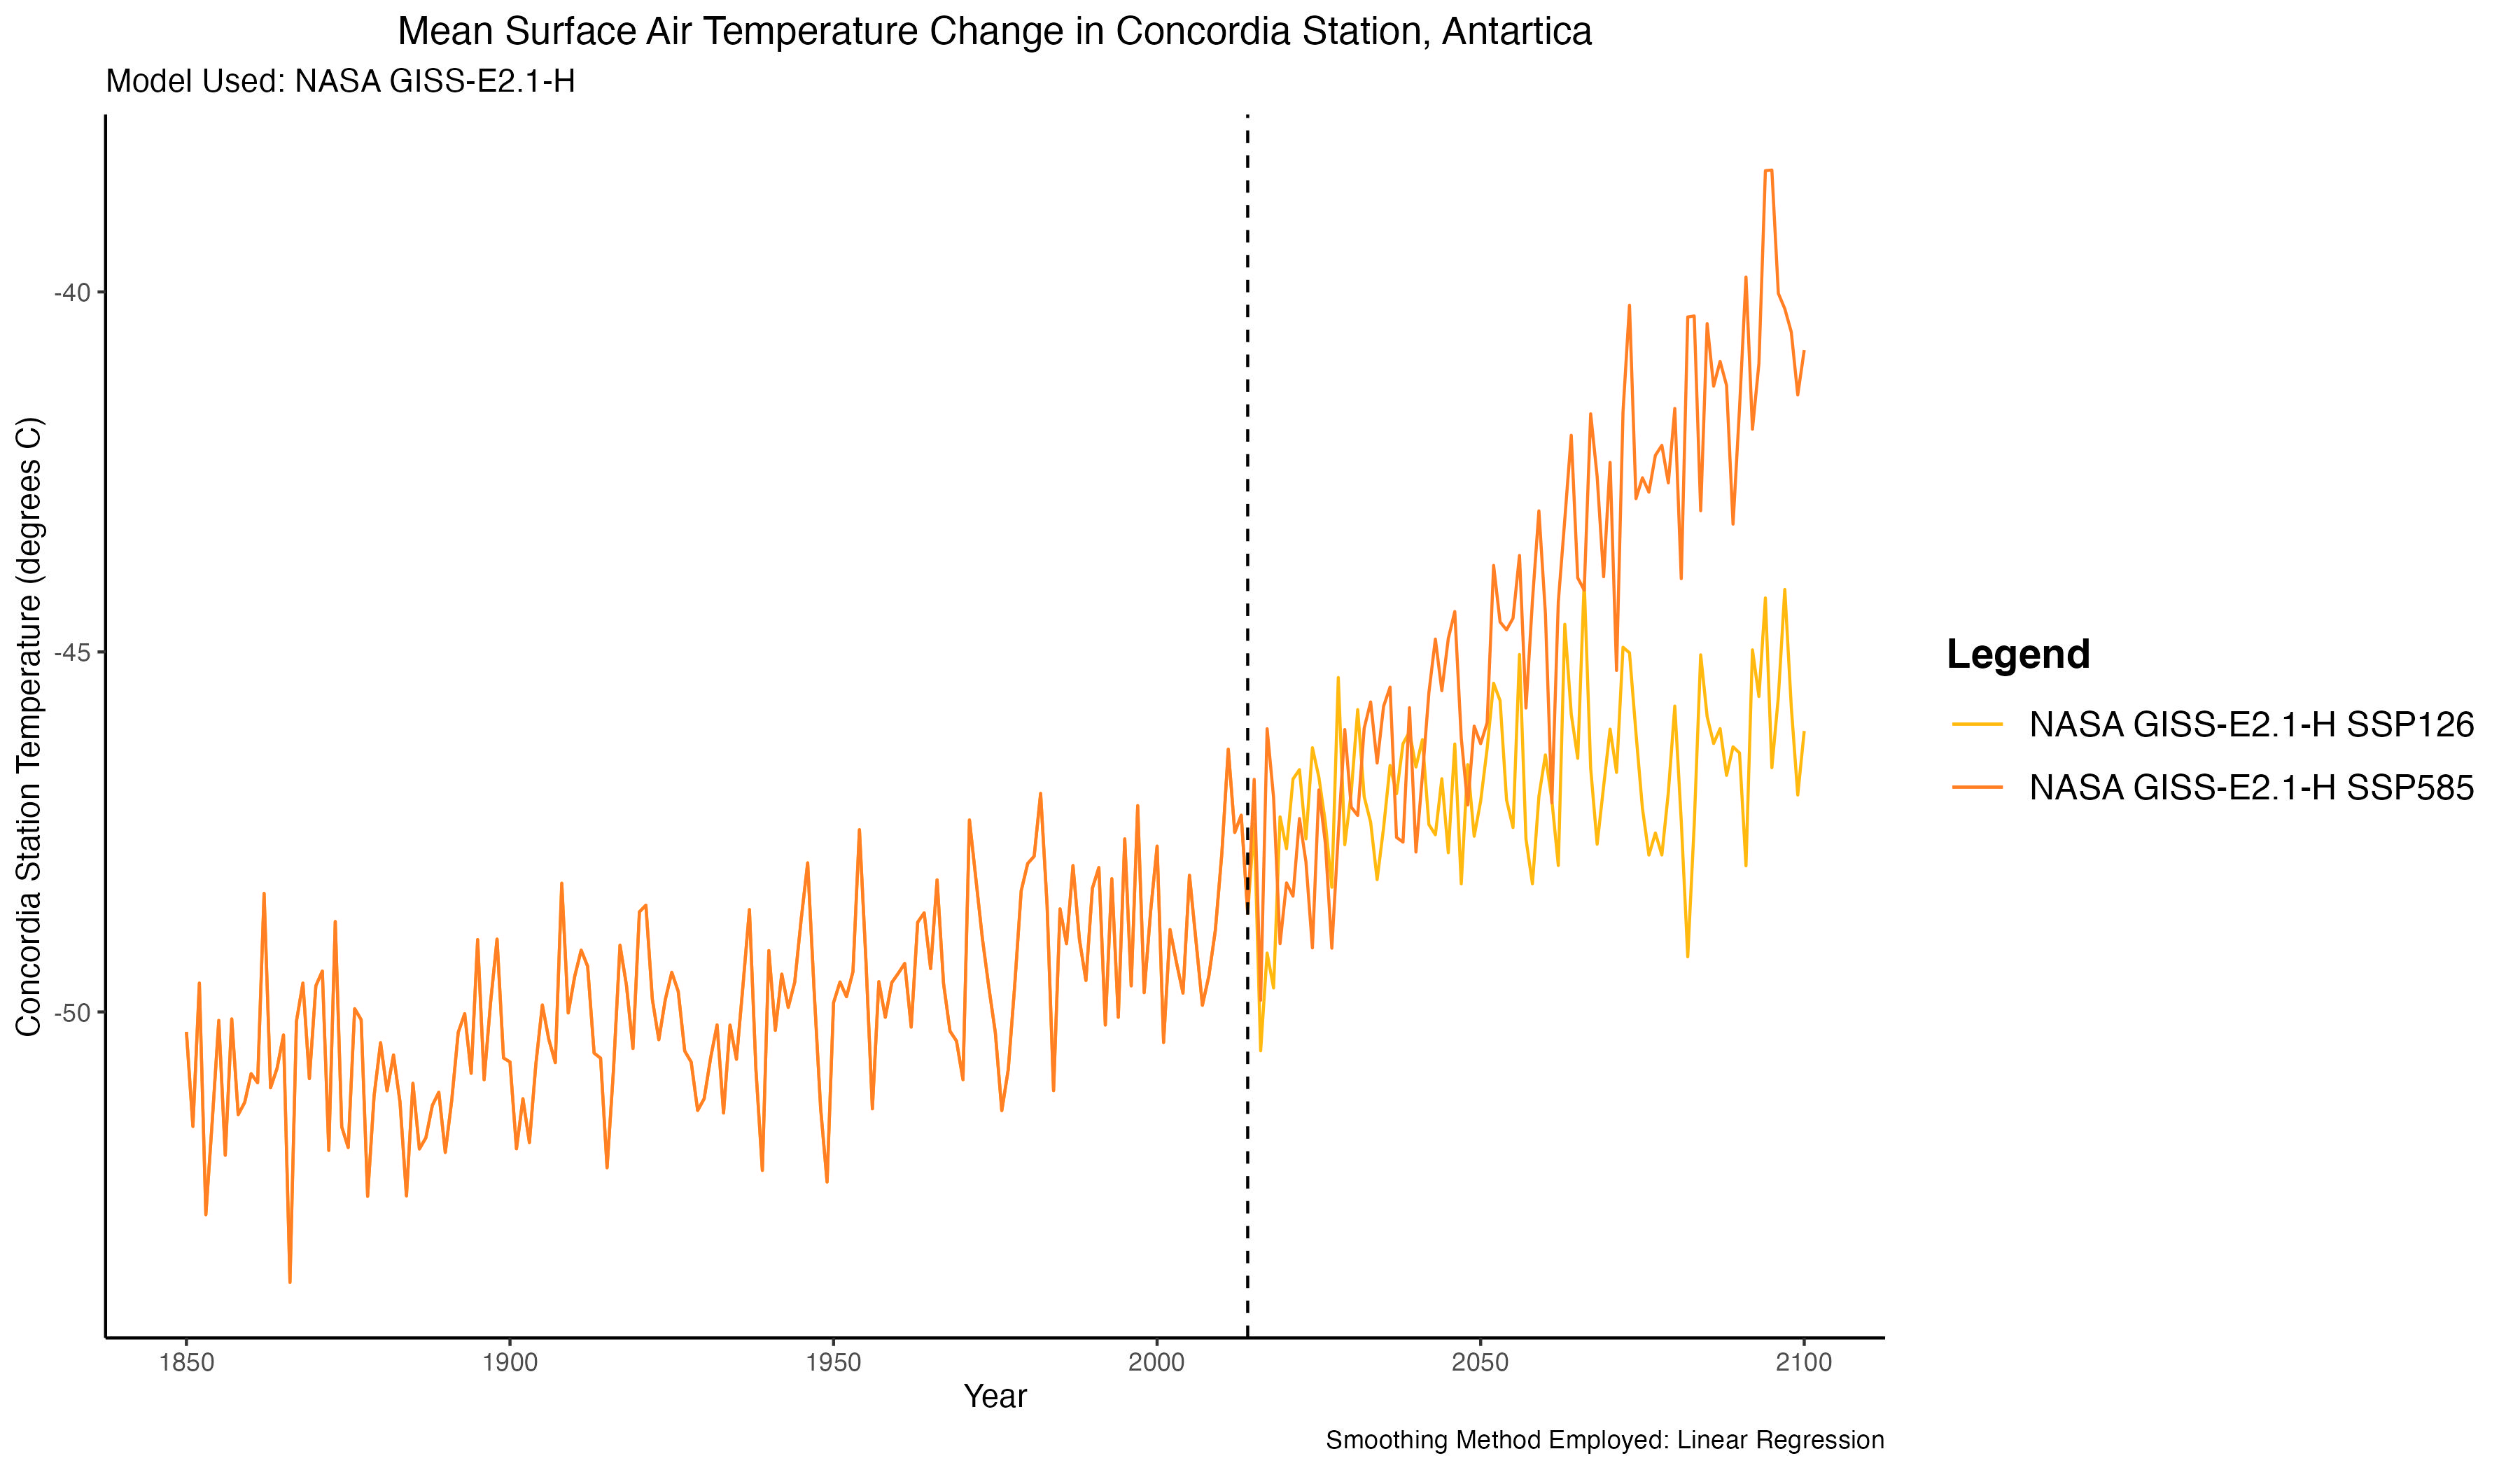 Mean Surface Air Temperature Change in Concordia Station, Antartica
Model Used: NASA GISS-E2.1-H
Concordia Station Temperature (degrees C)
-40
-45
-50
1850
1900
1950
2000
2050
2100
Year
Legend
NASA GISS-E2.1-H SSP126
NASA GISS-E2.1-H SSP585
Smoothing Method Employed: Linear Regression